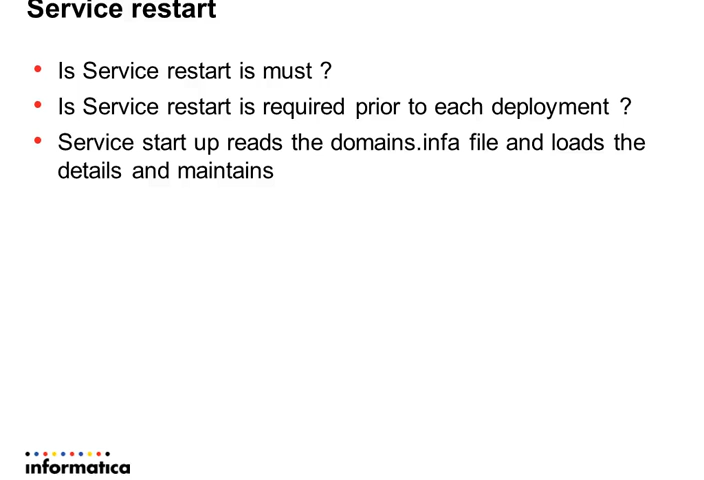 Service restart
Is Service restart is must ?
Is Service restart is required prior to each deployment ?
Service start up reads the domains.infa file and loads the
details and maintains
informatica